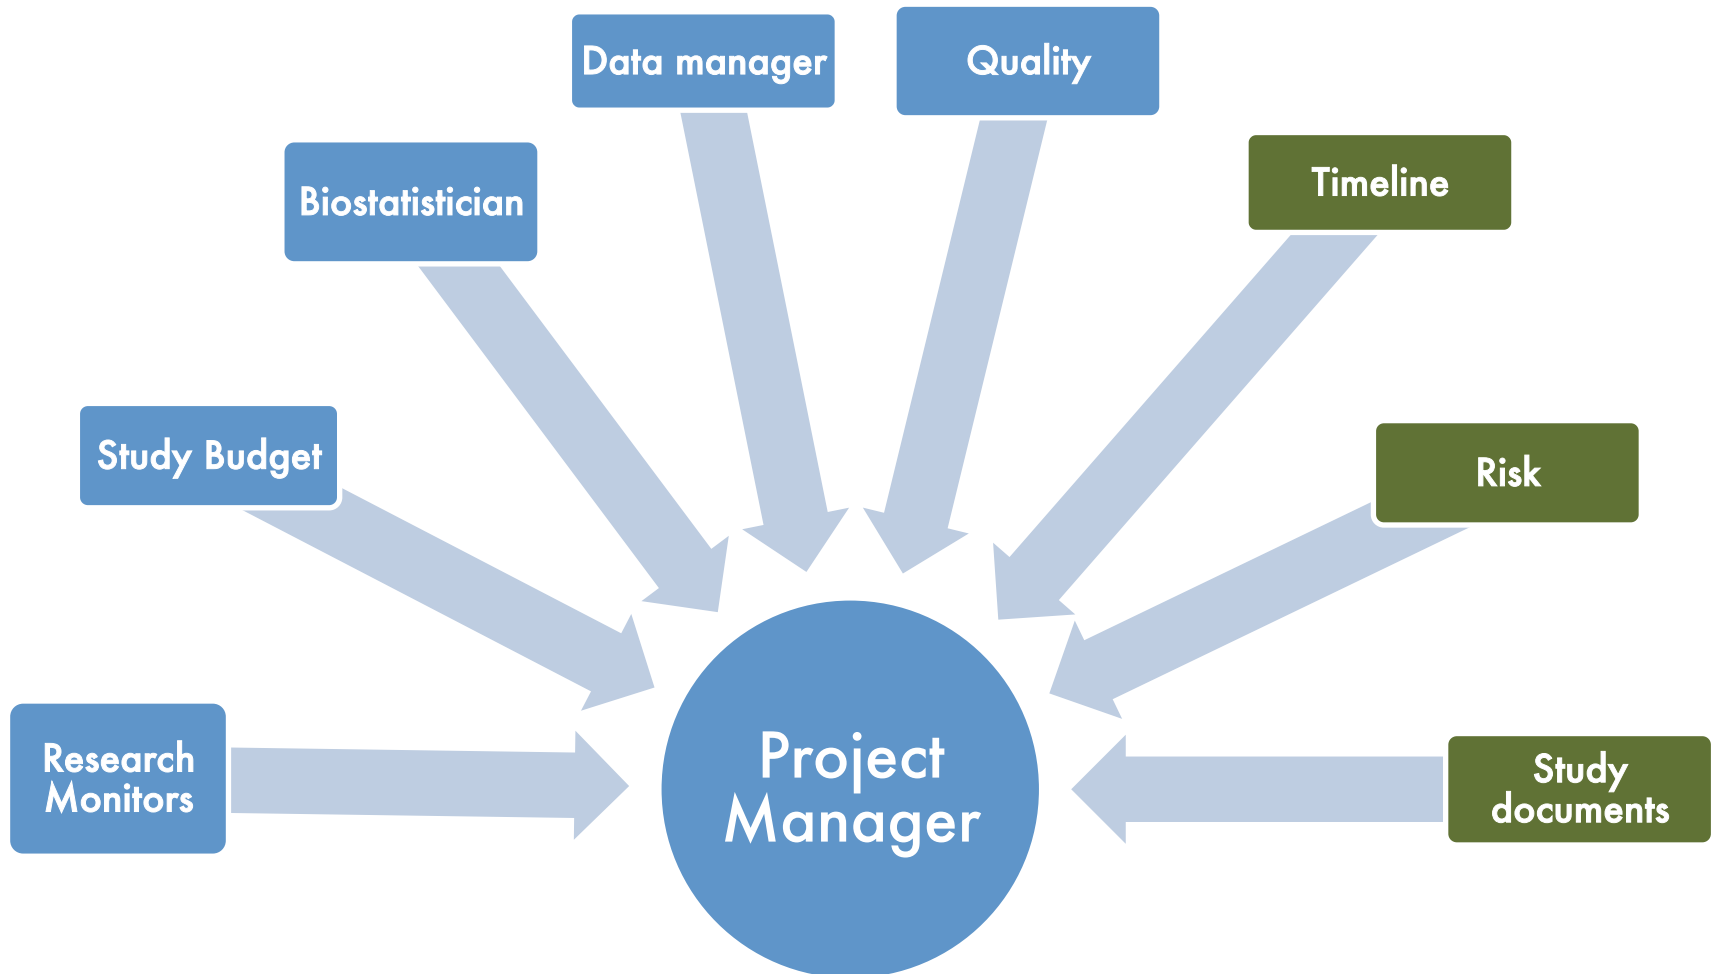 Data manager
Quality
Timeline
Biostatistician
Study Budget
Risk
Research
Monitors
Project
Manager
Study
documents